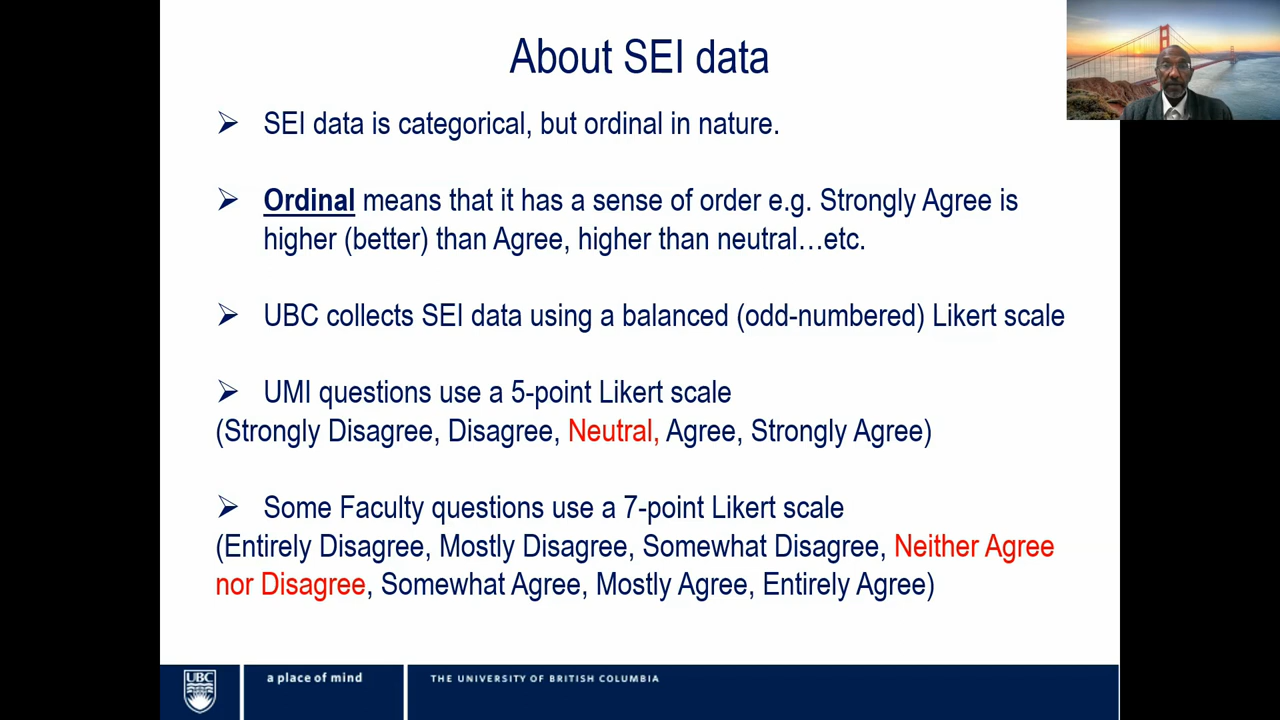 About SEI data
➢ SEI data is categorical, but ordinal in nature.
➢ Ordinal means that it has a sense of order e.g. Strongly Agree is
higher (better) than Agree, higher than neutral…etc.
➢ UBC collects SEI data using a balanced (odd-numbered) Likert scale
➢ UMI questions use a 5-point Likert scale
(Strongly Disagree, Disagree, Neutral, Agree, Strongly Agree)
➢ Some Faculty questions use a 7-point Likert scale
(Entirely Disagree, Mostly Disagree, Somewhat Disagree, Neither Agree
nor Disagree, Somewhat Agree, Mostly Agree, Entirely Agree)
UBC
a place of mind
THE UNIVERSITY OF BRITISH COLUMBIA